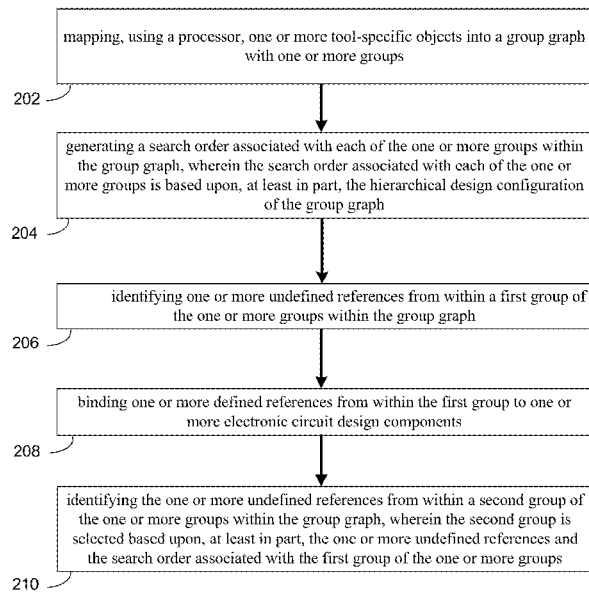 mapping, using a processor, one or more tool-specific objects into a group graph
with one or more groups
202
generating a search order associated with each of the one or more groups within
the group graph, wherein the search order associated with each of the one or
more groups is based upon, at least in part, the hierarchical design configuration
of the group graph
204
identifying one or more undefined references from within a first group of
the one or more groups within the group graph
206
binding one or more defined references from within the first group to one or
more electronic circuit design components
208
identifying the one or more undefined references from within a second group of
the one or more groups within the group graph, wherein the second group is
selected based upon, at least in part, the one or more undefined references and
the search order associated with the first group of the one or more groups
210